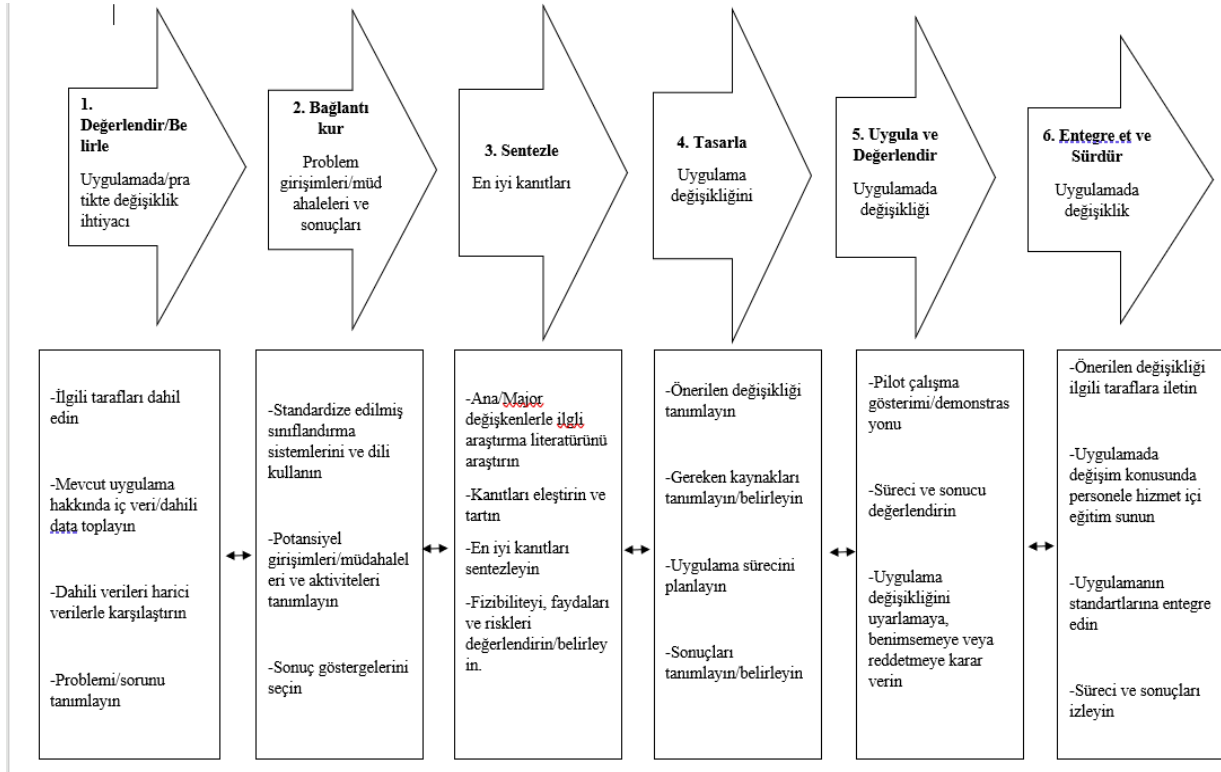 1.
Değerlendir/Be
lirle
Uygulamada/pra
tikte değişiklik
ihtiyacı
2. Bağlantı
kur
Problem
girişimleri/müd
ahaleleri ve
sonuçları
3. Sentezle
En iyi kanıtları
4. Tasarla
Uygulama
değişikliğini
5. Uygula ve
Değerlendir
Uygulamada
değişikliği
6. Entegre et ve
Sürdür
Uygulamada
değişiklik
-İlgili tarafları dahil
edin
-Mevcut uygulama
hakkında iç veri/dahili
data toplayın
-Dahili verileri harici
verilerle karşılaştırın
-Problemi/sorunu
tanımlayın
-Standardize edilmiş
sınıflandırma
sistemlerini ve dili
kullanın
-Potansiyel
girişimleri/müdahalel
eri ve aktiviteleri
tanımlayın
-Sonuç göstergelerini
seçin
-Ana/Major
değişkenlerle ilgli
araştırma literatürünü
araştırın
-Kanıtları eleştirin ve
tartın
-En iyi kanıtları
sentezleyin
-Fizibiliteyi, faydaları
ve riskleri
değerlendirin/belirley
in.
-Önerilen değişikliği
tanımlayın
-Gereken kaynakları
tanımlayın/belirleyin
-Uygulama sürecini
planlayın
-Sonuçları
tanımlayın/belirleyin
-Pilot çalışma
gösterimi/demonstras
yonu
-Süreci ve sonucu
değerlendirin
-Uygulama
değişikliğini
uyarlamaya,
benimsemeye veya
reddetmeye karar
verin
-Önerilen değişikliği
ilgili taraflara iletin
-Uygulamada
değişim konusunda
personele hizmet içi
eğitim sunun
-Uygulamanın
standartlarına entegre
edin
-Süreci ve sonuçları
izleyin